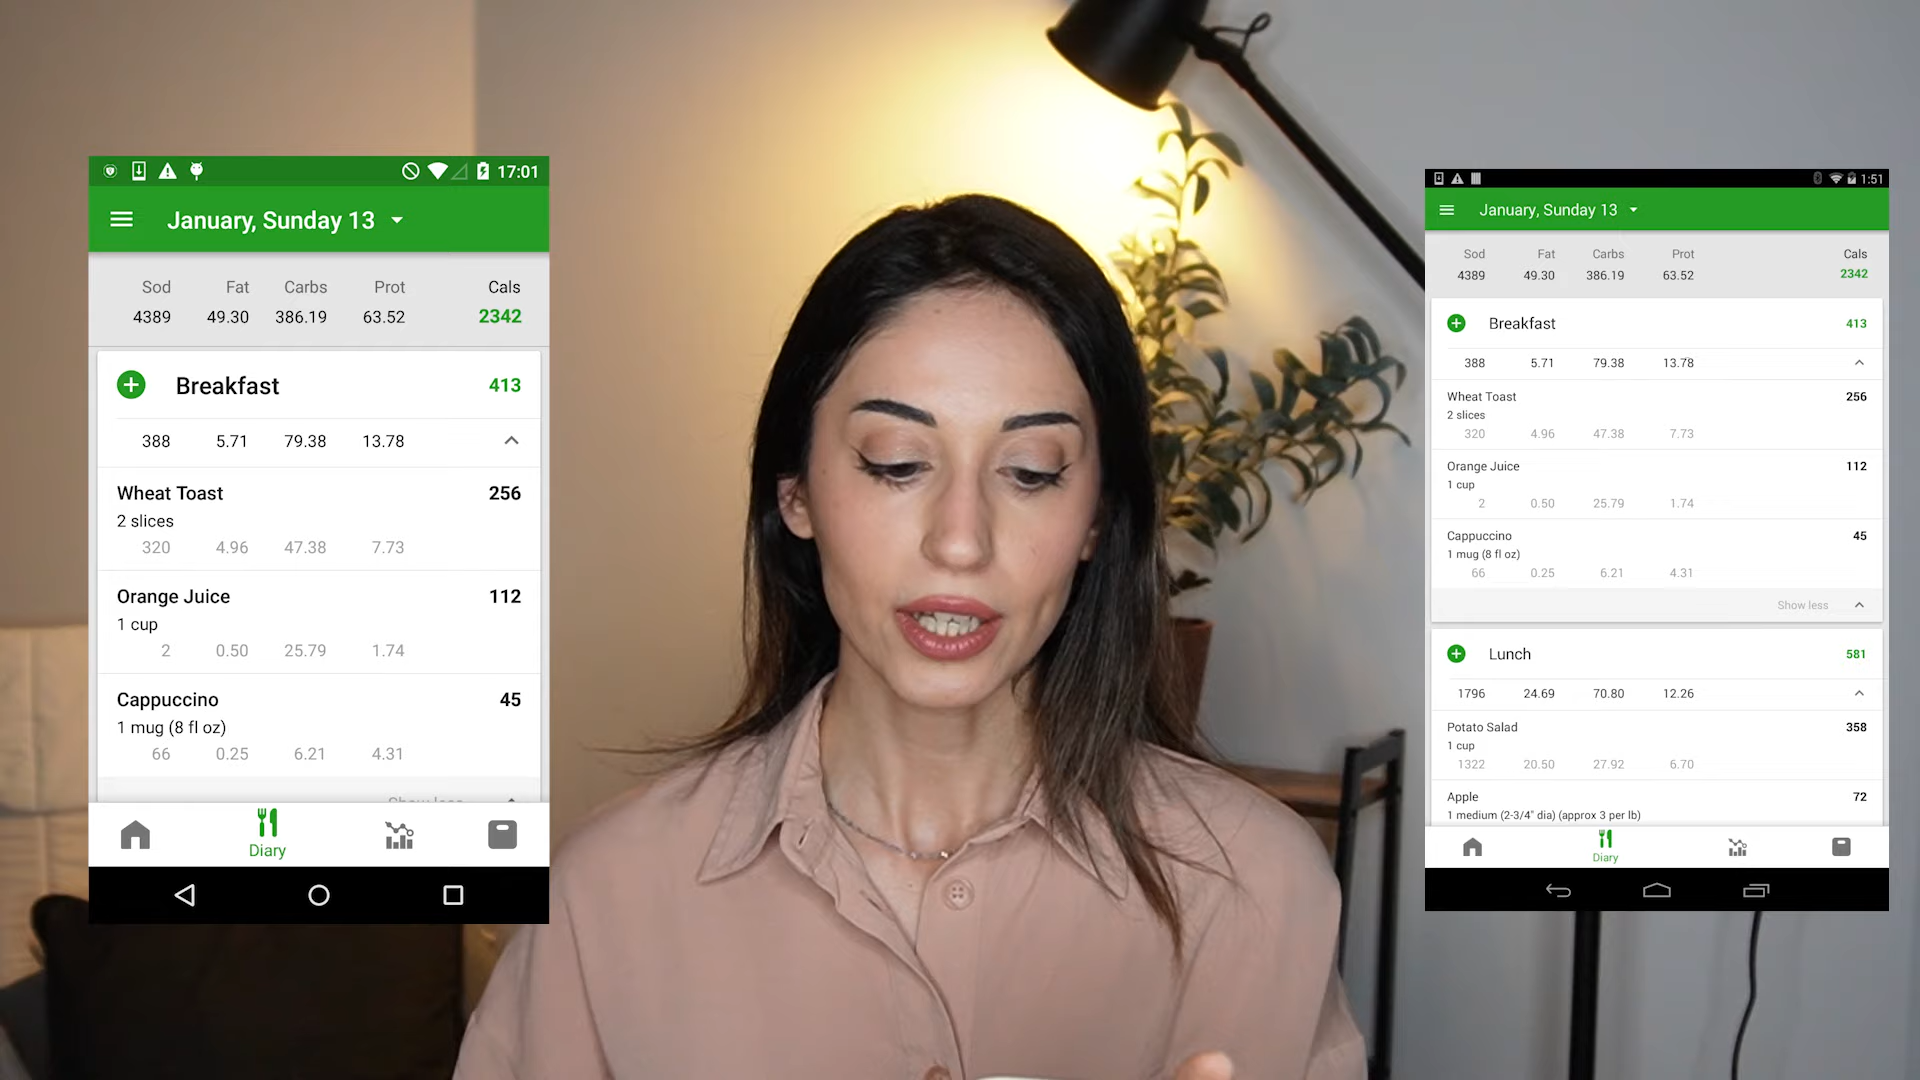 17:01
January, Sunday 13
Sod Fat Carbs Prot Cals
4389 49.30 386.19 63.52 2342
Breakfast 413
388 5.71 79.38 13.78
Wheat Toast 256
2 slices
320 4.96 47.38 7.73
Orange Juice 112
1 cup
2 0.50 25.79 1.74
Cappuccino 45
1 mug (8 fl oz)
66 0.25 6.21 4.31
Show less
Diary
1:51
January, Sunday 13
Sod Fat Carbs Prot Cals
4389 49.30 386.19 63.52 2342
Breakfast 413
388 5.71 79.38 13.78
Wheat Toast 256
2 slices
320 4.96 47.38 7.73
Orange Juice 112
1 cup
2 0.50 25.79 1.74
Cappuccino 45
1 mug (8 fl oz)
66 0.25 6.21 4.31
Show less
Lunch 581
1796 24.69 70.80 12.26
Potato Salad 358
1 cup
1322 20.50 27.92 6.70
Apple 72
1 medium (2-3/4" dia) (approx 3 per lb)
Diary